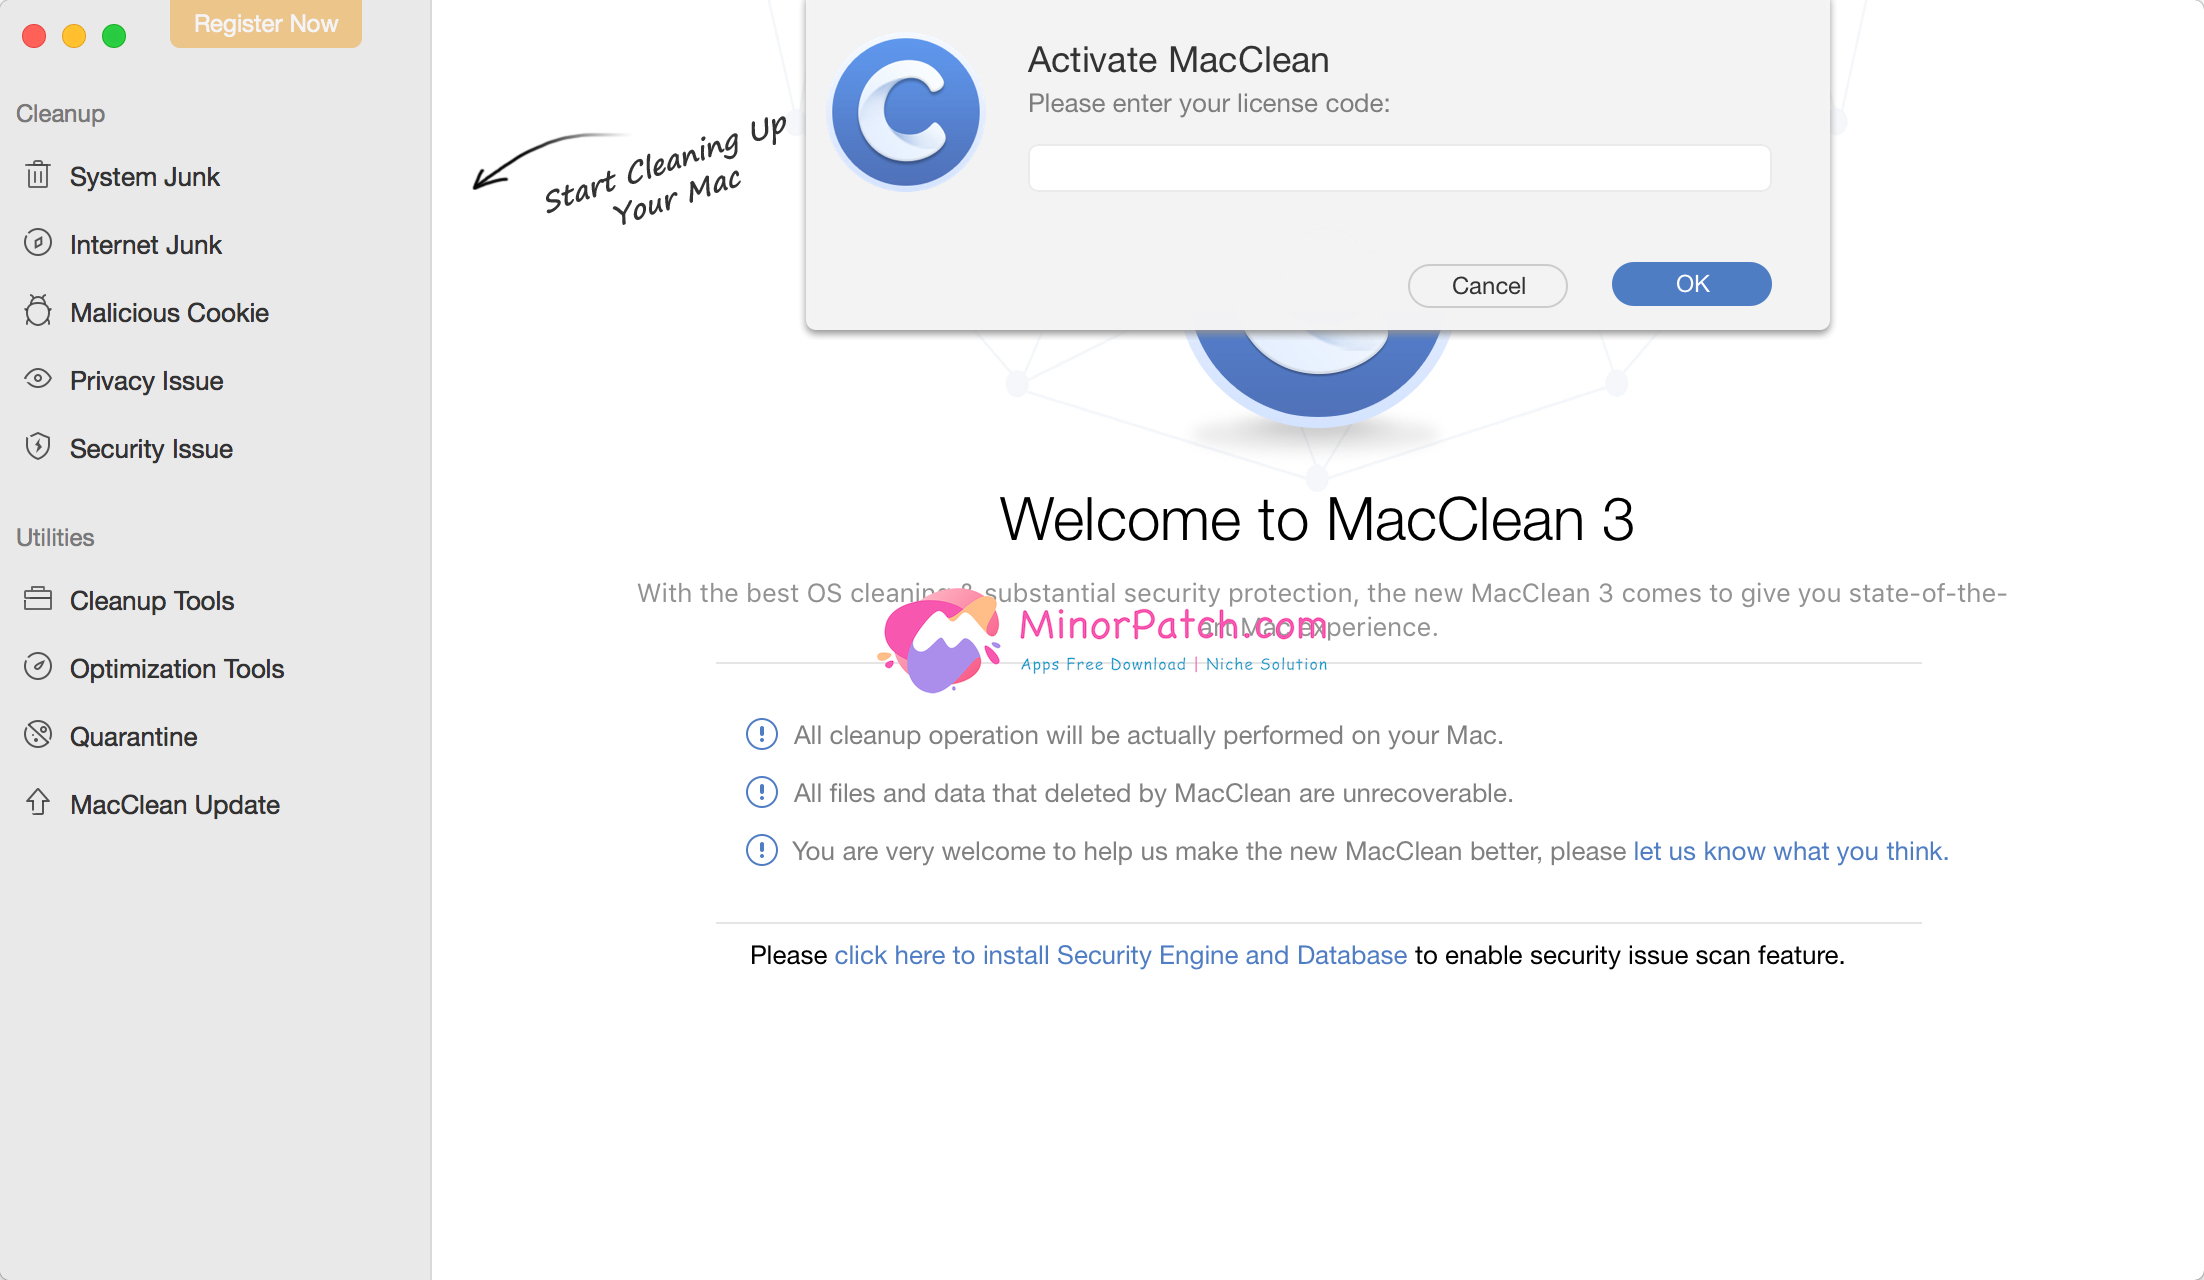 Register Now
Cleanup
System Junk
Internet Junk
Malicious Cookie
Privacy Issue
Security Issue
Utilities
Cleanup Tools
Optimization Tools
Quarantine
MacClean Update
Start Cleaning Up
Your Mac
Activate MacClean
Please enter your license code:
Cancel
OK
Welcome to MacClean 3
With the best OS cleaning & substantial security protection, the new MacClean 3 comes to give you state-of-the-
art Mac experience.
MinorPatch.com
Apps Free Download | Niche Solution
All cleanup operation will be actually performed on your Mac.
All files and data that deleted by MacClean are unrecoverable.
You are very welcome to help us make the new MacClean better, please let us know what you think.
Please click here to install Security Engine and Database to enable security issue scan feature.